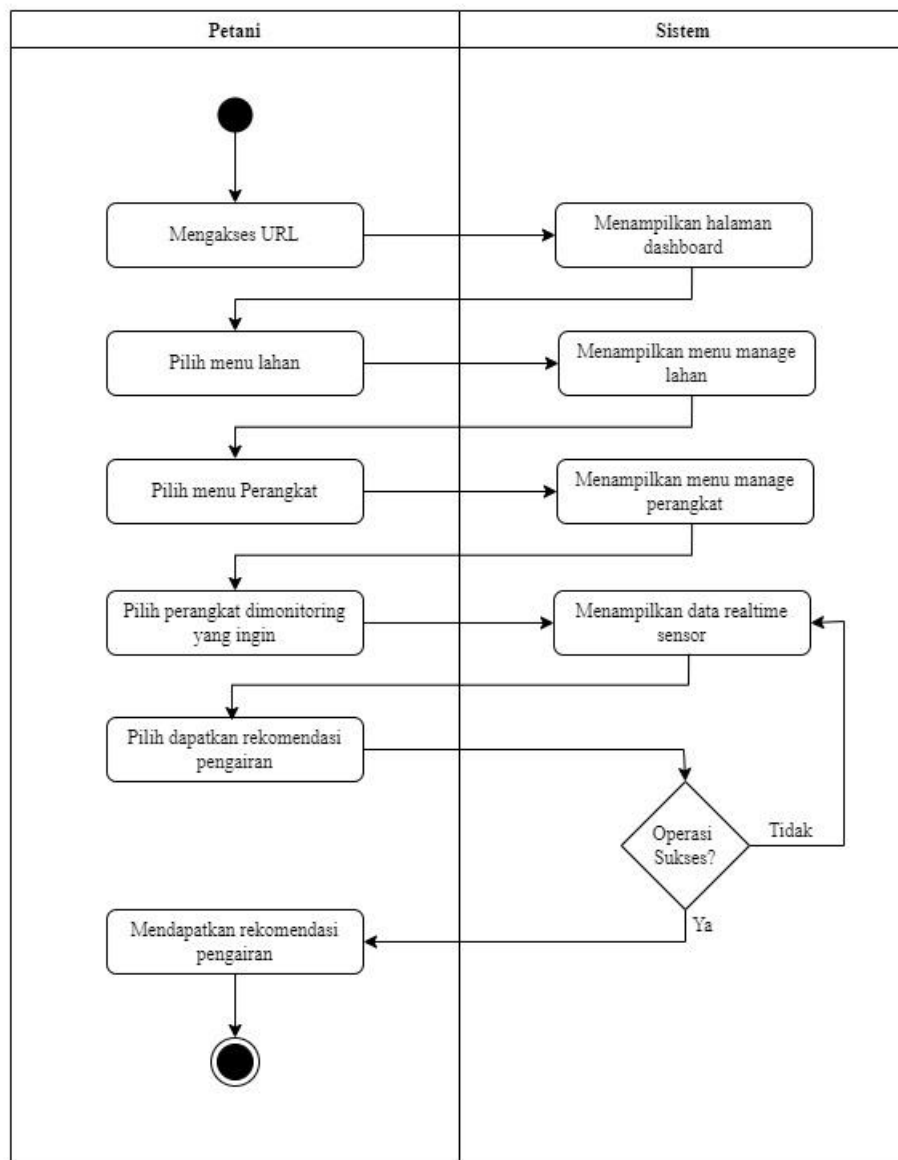 Petani
Sistem
Mengakses URL
Menampilkan halaman
dashboard
Pilih menu lahan
Menampilkan menu manage
lahan
Pilih menu Perangkat
Menampilkan menu manage
perangkat
Pilih perangkat dimonitoring
yang ingin
Menampilkan data realtime
sensor
Pilih dapatkan rekomendasi
pengairan
Operasi
Sukses?
Tidak
Ya
Mendapatkan rekomendasi
pengairan